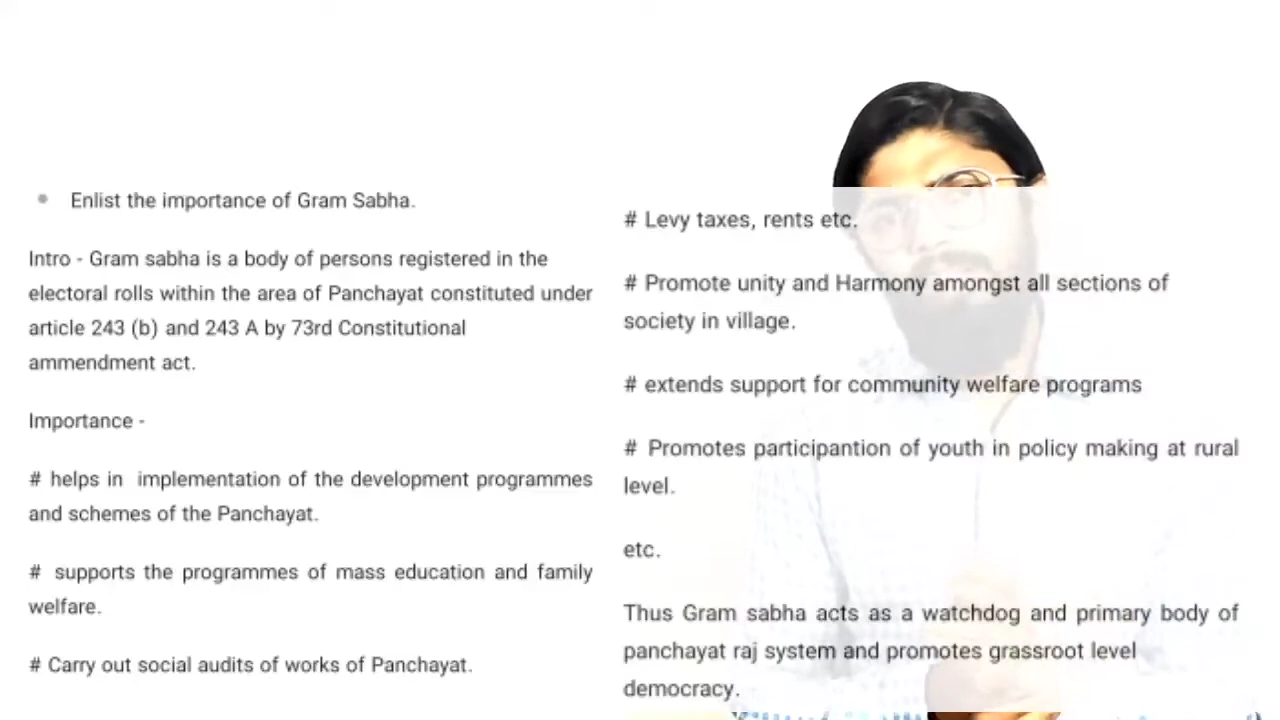 Enlist the importance of Gram Sabha.
Intro - Gram sabha is a body of persons registered in the
electoral rolls within the area of Panchayat constituted under
article 243 (b) and 243 A by 73rd Constitutional
ammendment act.
Importance -
# helps in implementation of the development programmes
and schemes of the Panchayat.
# supports the programmes of mass education and family
welfare.
# Carry out social audits of works of Panchayat.
# Levy taxes, rents etc.
# Promote unity and Harmony amongst all sections of
society in village.
# extends support for community welfare programs
# Promotes participantion of youth in policy making at rural
level.
etc.
Thus Gram sabha acts as a watchdog and primary body of
panchayat raj system and promotes grassroot level
democracy.